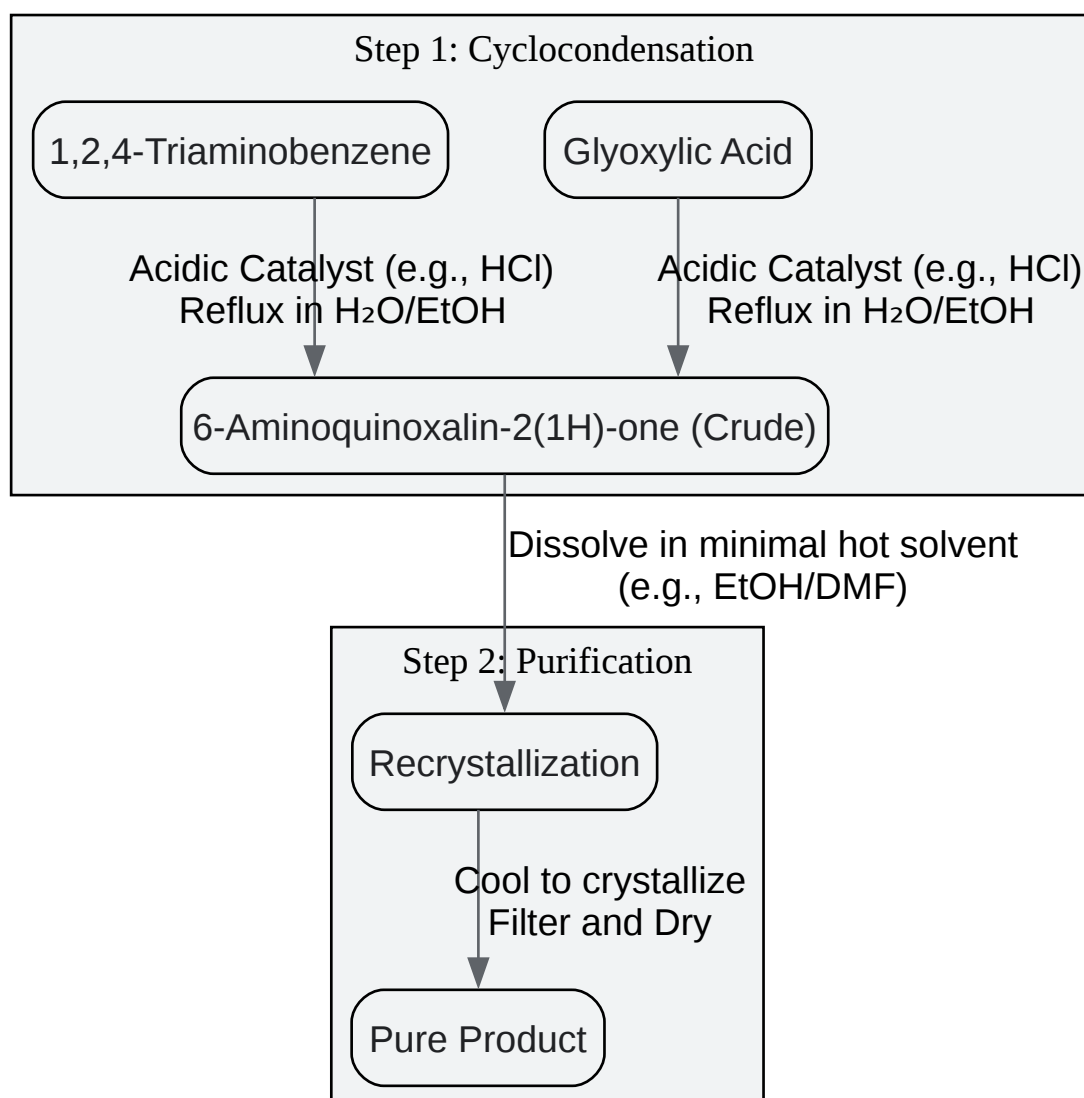 Step 1: Cyclocondensation
1,2,4-Triaminobenzene
Glyoxylic Acid
Acidic Catalyst (e.g., HCl)
Reflux in H₂O/EtOH
Acidic Catalyst (e.g., HCl)
Reflux in H₂O/EtOH
6-Aminoquinoxalin-2(1H)-one (Crude)
Dissolve in minimal hot solvent
(e.g., EtOH/DMF)
Step 2: Purification
Recrystallization
Cool to crystallize
Filter and Dry
Pure Product